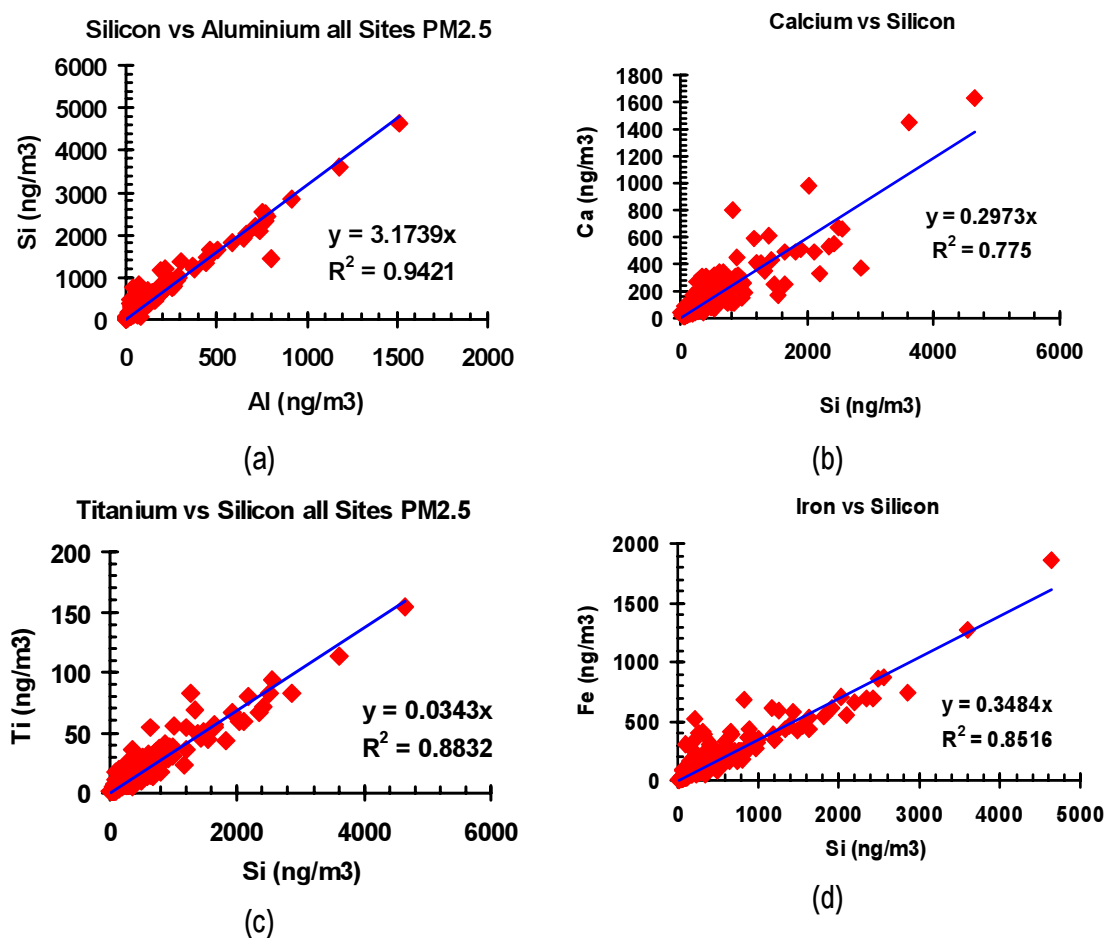 Silicon vs Aluminium all Sites PM2.5
6000
5000
4000
3000
2000
1000
0
0 500 1000 1500 2000
Si (ng/m3)
Al (ng/m3)
y = 3.1739x
R² = 0.9421
(a)
Calcium vs Silicon
1800
1600
1400
1200
1000
800
600
400
200
0
0 2000 4000 6000
Ca (ng/m3)
Si (ng/m3)
y = 0.2973x
R² = 0.775
(b)
Titanium vs Silicon all Sites PM2.5
200
150
100
50
0
0 2000 4000 6000
Ti (ng/m3)
Si (ng/m3)
y = 0.0343x
R² = 0.8832
(c)
Iron vs Silicon
2000
1500
1000
500
0
0 1000 2000 3000 4000 5000
Fe (ng/m3)
Si (ng/m3)
y = 0.3484x
R² = 0.8516
(d)